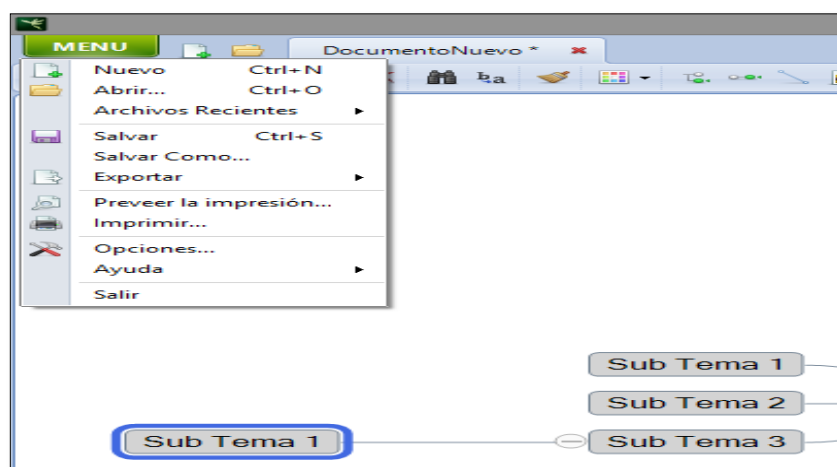 MENU
DocumentoNuevo *
Nuevo Ctrl+N
Abrir... Ctrl+O
Archivos Recientes
Salvar Ctrl+S
Salvar Como...
Exportar
Preveer la impresión...
Imprimir...
Opciones...
Ayuda
Salir
Sub Tema 1
Sub Tema 2
Sub Tema 1 Sub Tema 3